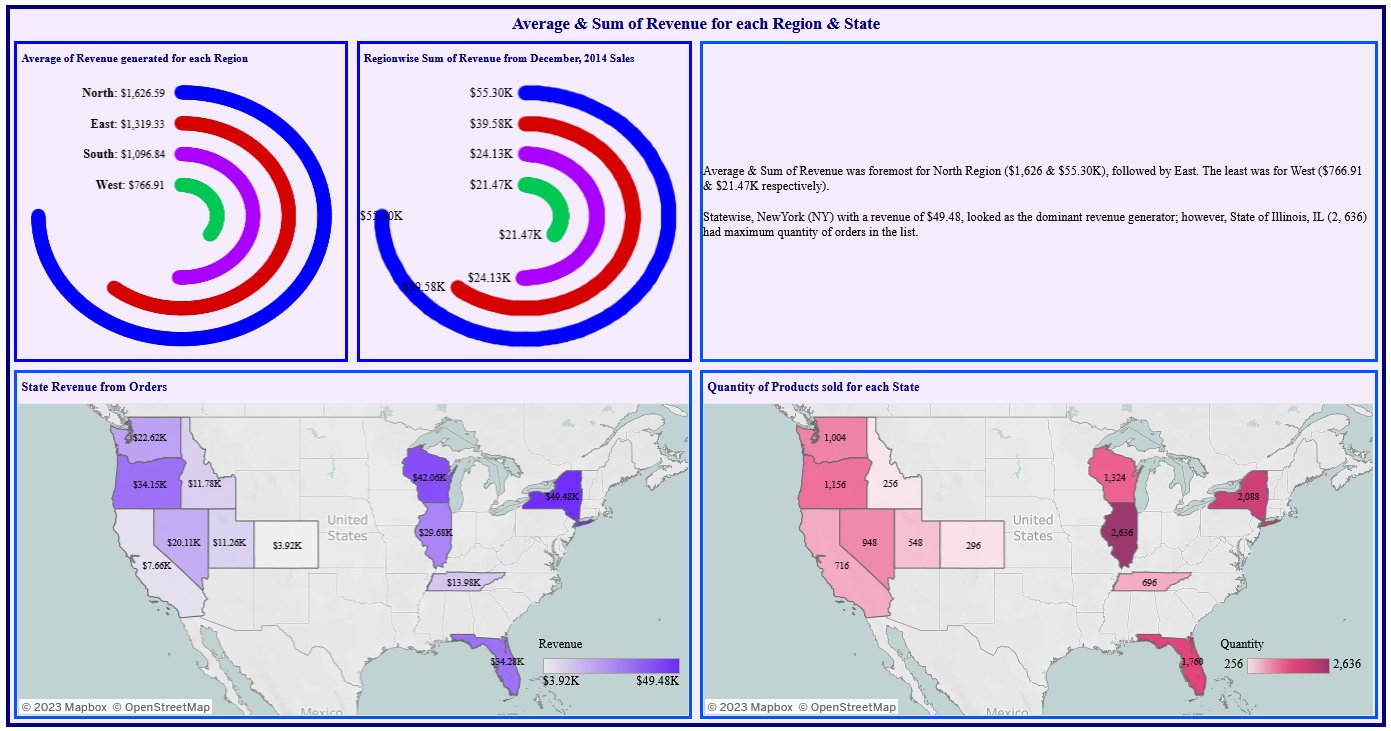 Average & Sum of Revenue for each Region & State
Average of Revenue generated for each Region
North: $1,626.59
East: $1,319.33
South: $1,096.84
West: $766.91
Regionwise Sum of Revenue from December, 2014 Sales
$55.30K
$39.58K
$24.13K
$21.47K
$55.30K
$21.47K
$24.13K
$39.58K
Average & Sum of Revenue was foremost for North Region ($1,626 & $55.30K), followed by East. The least was for West ($766.91
& $21.47K respectively).
Statewise, NewYork (NY) with a revenue of $49.48, looked as the dominant revenue generator; however, State of Illinois, IL (2, 636)
had maximum quantity of orders in the list.
State Revenue from Orders
$22.62K
$34.15K
$11.78K
$42.06K
$49.48K
$20.11K
$11.26K
$3.92K
United
States
$29.68K
$7.66K
$13.98K
$34.28K
Revenue
$3.92K
$49.48K
Mexico
© 2023 Mapbox © OpenStreetMap
Quantity of Products sold for each State
1,004
1,156
256
1,324
2,088
948
548
296
United
States
2,636
716
696
1,760
Quantity
256
2,636
Mexico
© 2023 Mapbox © OpenStreetMap